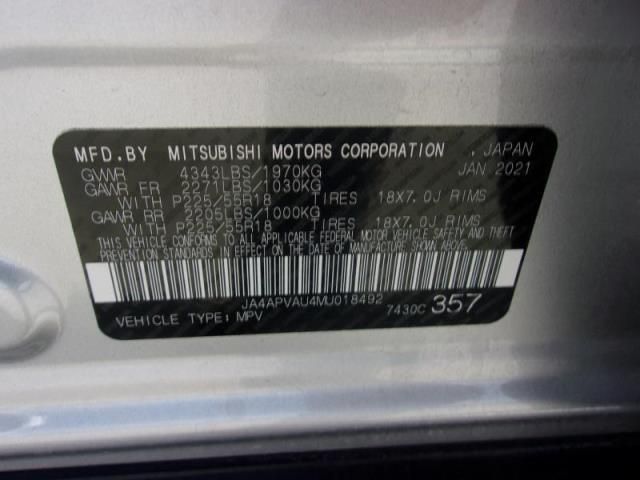 MFD.BY MITSUBISHI MOTORS CORPORATION , JAPAN
GVWR 4343LBS/1970KG JAN 2021
GAWR FR 2271LBS/1030KG
WITH P225/55R18 TIRES 18X7.0J RIMS
GAWR RR 2205LBS/1000KG
WITH P225/55R18 TIRES 18X7.0J RIMS
THIS VEHICLE CONFORMS TO ALL APPLICABLE FEDERAL MOTOR VEHICLE SAFETY AND THEFT
PREVENTION STANDARDS IN EFFECT ON THE DATE OF MANUFACTURE SHOWN ABOVE.
JA4APVAU4MU018492
VEHICLE TYPE:MPV 7430C 357